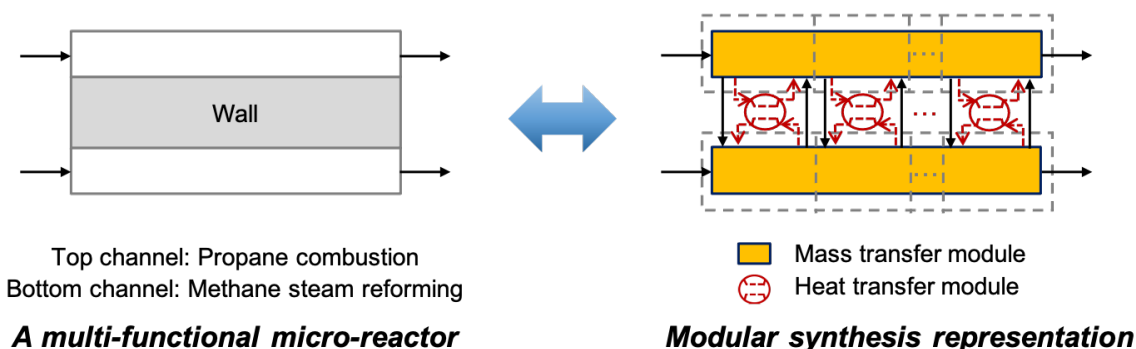 Wall
Top channel: Propane combustion
Bottom channel: Methane steam reforming
A multi-functional micro-reactor
Mass transfer module
Heat transfer module
Modular synthesis representation